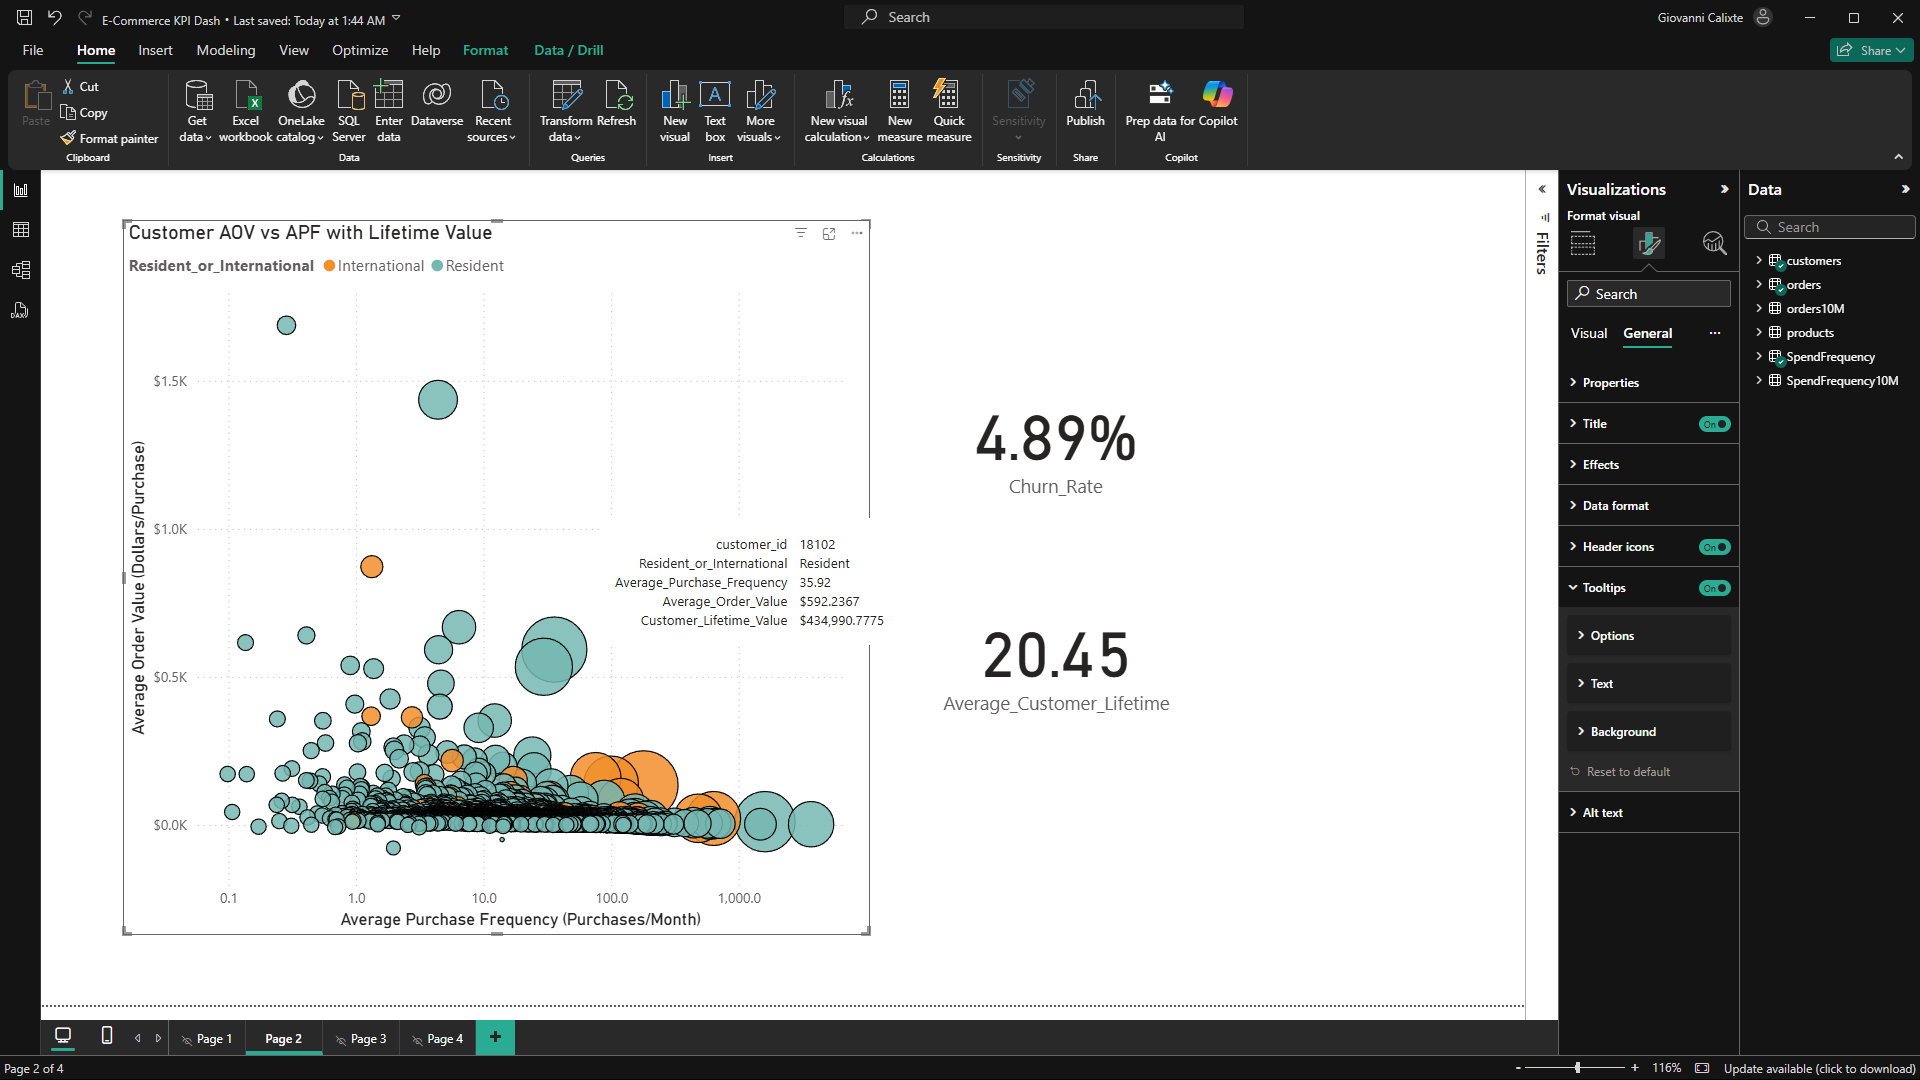 E-Commerce KPI Dash • Last saved: Today at 1:44 AM
Search
Giovanni Calixte
File
Home
Insert
Modeling
View
Optimize
Help
Format
Data / Drill
Share
Paste
Cut
Copy
Format painter
Clipboard
Get data
Excel workbook
OneLake catalog
SQL Server
Enter data
Dataverse
Recent sources
Data
Transform data
Refresh
Queries
New visual
Text box
More visuals
Insert
New visual calculation
New measure
Quick measure
Calculations
Sensitivity
Sensitivity
Publish
Share
Prep data for AI
Copilot
Copilot
Customer AOV vs APF with Lifetime Value
Resident_or_International
International
Resident
Average Order Value (Dollars/Purchase)
$1.5K
$1.0K
$0.5K
$0.0K
0.1
1.0
10.0
100.0
1,000.0
Average Purchase Frequency (Purchases/Month)
customer_id 18102
Resident_or_International Resident
Average_Purchase_Frequency 35.92
Average_Order_Value $592.2367
Customer_Lifetime_Value $434,990.7775
4.89%
Churn_Rate
20.45
Average_Customer_Lifetime
Filters
Visualizations
Format visual
Search
Visual
General
Properties
Title
On
Effects
Data format
Header icons
On
Tooltips
On
Options
Text
Background
Reset to default
Alt text
Data
Search
customers
orders
orders10M
products
SpendFrequency
SpendFrequency10M
DAX
Page 1
Page 2
Page 3
Page 4
+
Page 2 of 4
- + 116%
Update available (click to download)